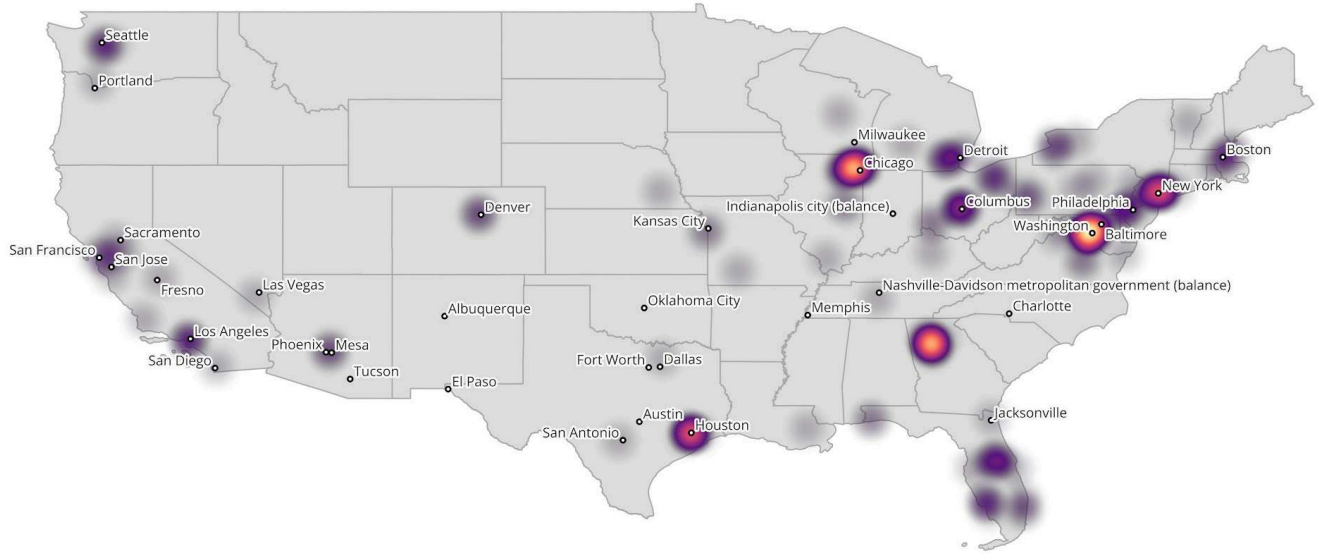 Seattle
Portland
Milwaukee
Detroit
Boston
Chicago
New York
Columbus
Philadelphia
Indianapolis city (balance)
Denver
Kansas City
Washington
Baltimore
Sacramento
San Francisco
San Jose
Fresno
Las Vegas
Nashville-Davidson metropolitan government (balance)
Oklahoma City
Albuquerque
Memphis
Charlotte
Los Angeles
Phoenix
Mesa
San Diego
Fort Worth
Dallas
Tucson
El Paso
Austin
Jacksonville
Houston
San Antonio